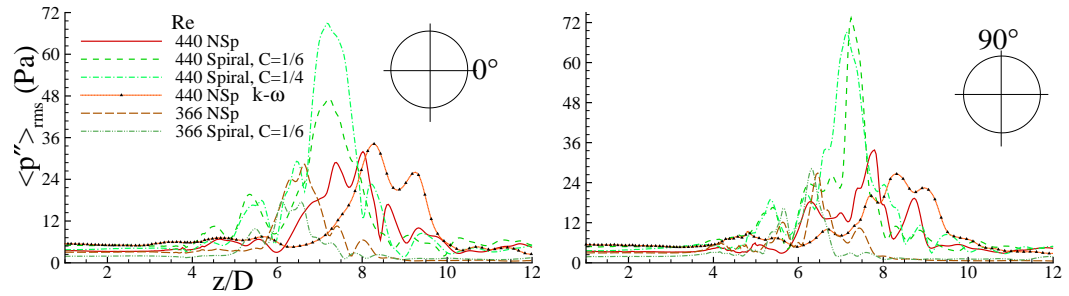 72
60
48
36
24
12
0
<p″>rms (Pa)
Re
440 NSp
440 Spiral, C=1/6
440 Spiral, C=1/4
440 NSp k-ω
366 NSp
366 Spiral, C=1/6
0°
2 4 6 8 10 12
z/D
72
60
48
36
24
12
0
90°
2 4 6 8 10 12
z/D